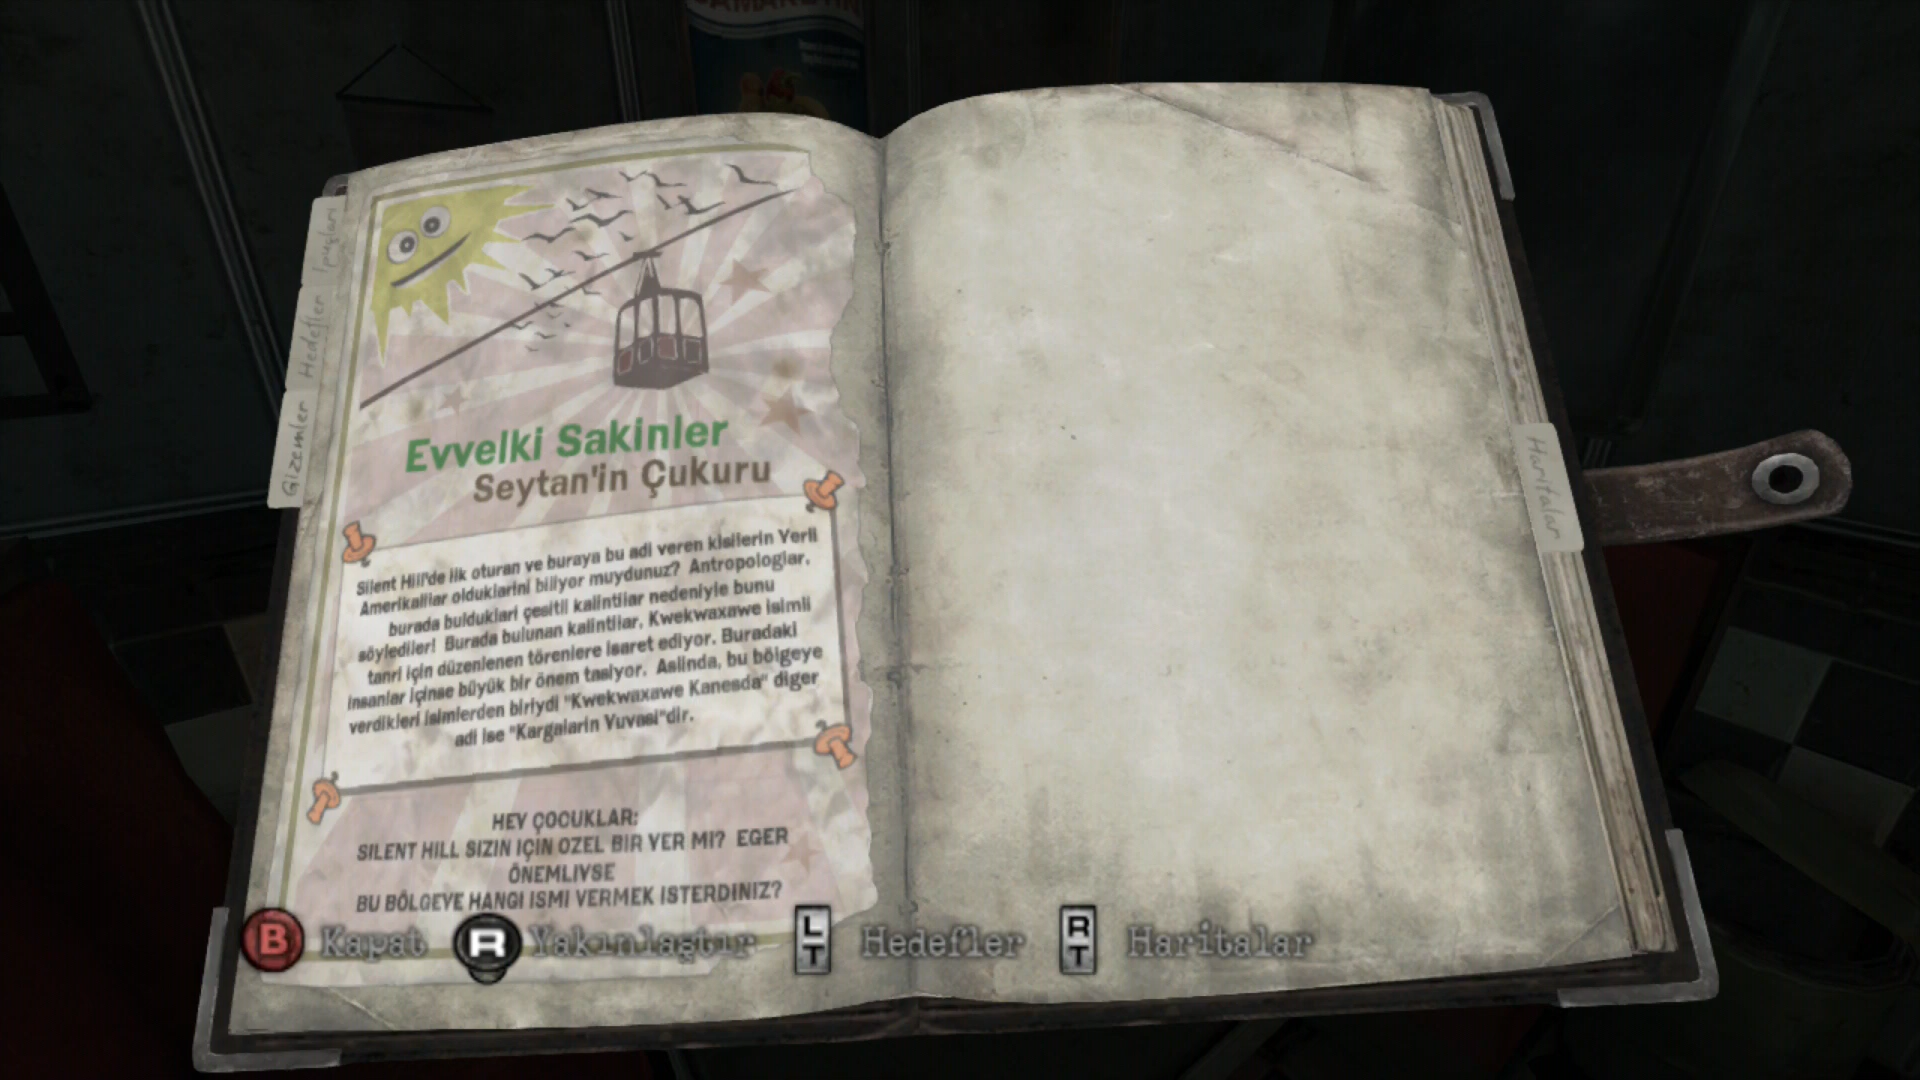 İpuçları
Hedefler
Gizemler
Evvelki Sakinler
Seytan'in Çukuru
Silent Hill'de ilk oturan ve buraya bu adi veren kisilerin Yerli
Amerikalilar olduklarini biliyor muydunuz? Antropologlar,
burada bulduklari çesitli kalintilar nedeniyle bunu
söylediler! Burada bulunan kalintilar, Kwekwaxawe isimli
tanri için düzenlenen törenlere isaret ediyor. Buradaki
insanlar içinse büyük bir önem tasiyor. Aslinda, bu bölgeye
verdikleri isimlerden biriydi "Kwekwaxawe Kanesda" diger
adi ise "Kargalarin Yuvasi"dir.
HEY ÇOCUKLAR:
SILENT HILL SIZIN IÇIN OZEL BIR YER MI? EGER
ÖNEMLIYSE
BU BÖLGEYE HANGI ISMI VERMEK ISTERDINIZ?
Haritalar
B Kapat R Yakınlaştır LT Hedefler RT Haritalar